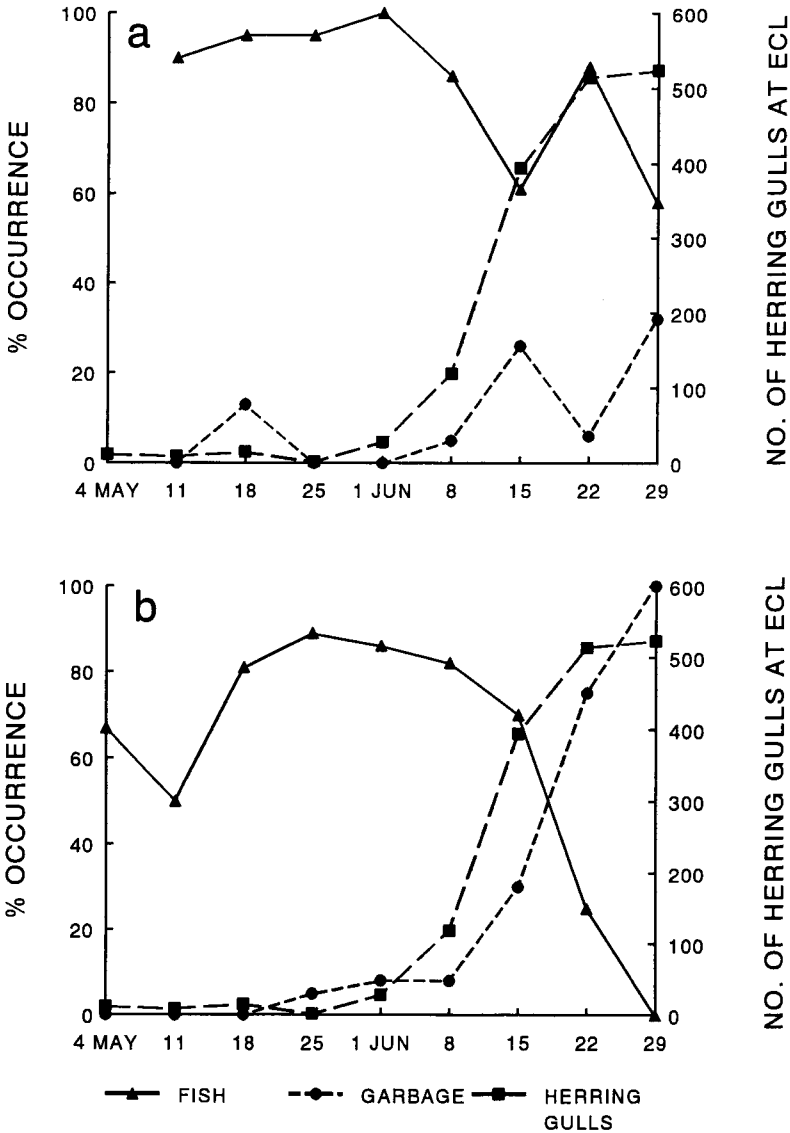 a
% OCCURRENCE
NO. OF HERRING GULLS AT ECL
100
80
60
40
20
0
600
500
400
300
200
100
0
4 MAY 11 18 25 1 JUN 8 15 22 29
b
% OCCURRENCE
NO. OF HERRING GULLS AT ECL
100
80
60
40
20
0
600
500
400
300
200
100
0
4 MAY 11 18 25 1 JUN 8 15 22 29
FISH GARBAGE HERRING
GULLS